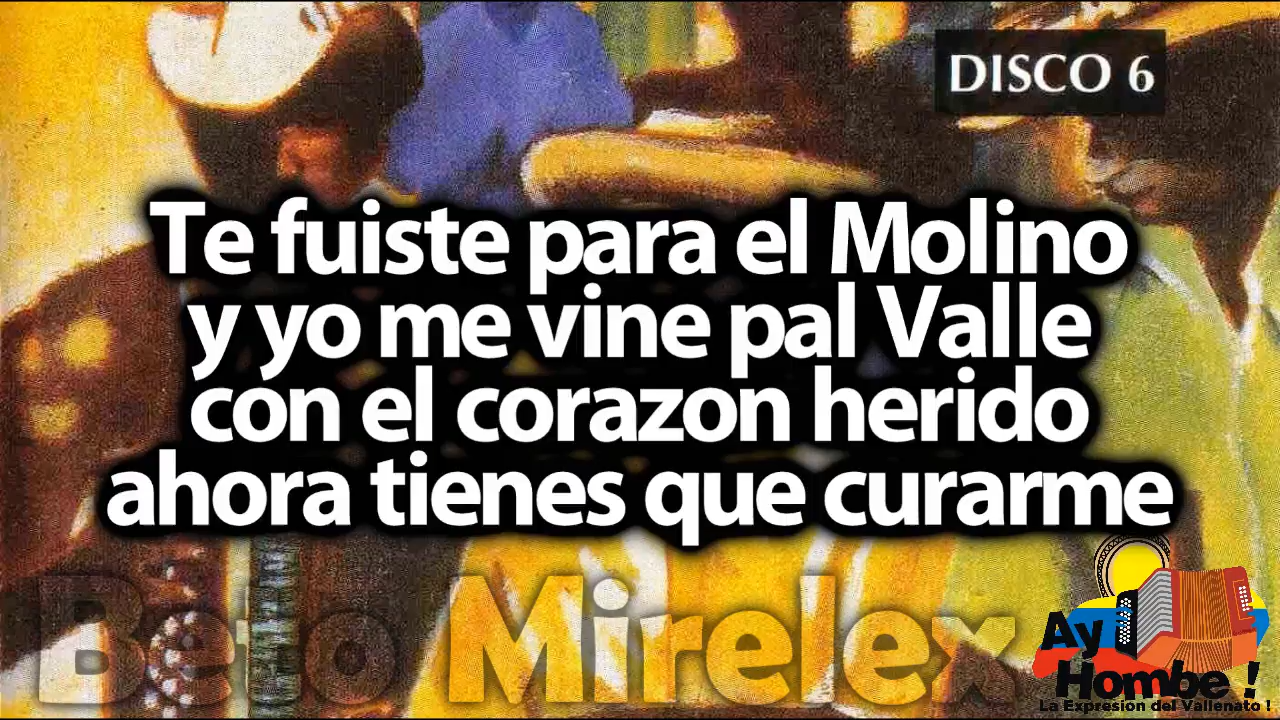 DISCO 6
Te fuiste para el Molino
y yo me vine pal Valle
con el corazon herido
ahora tienes que curarme
Beto Mirelex
Ay
Hombe !
La Expresion del Vallenato !